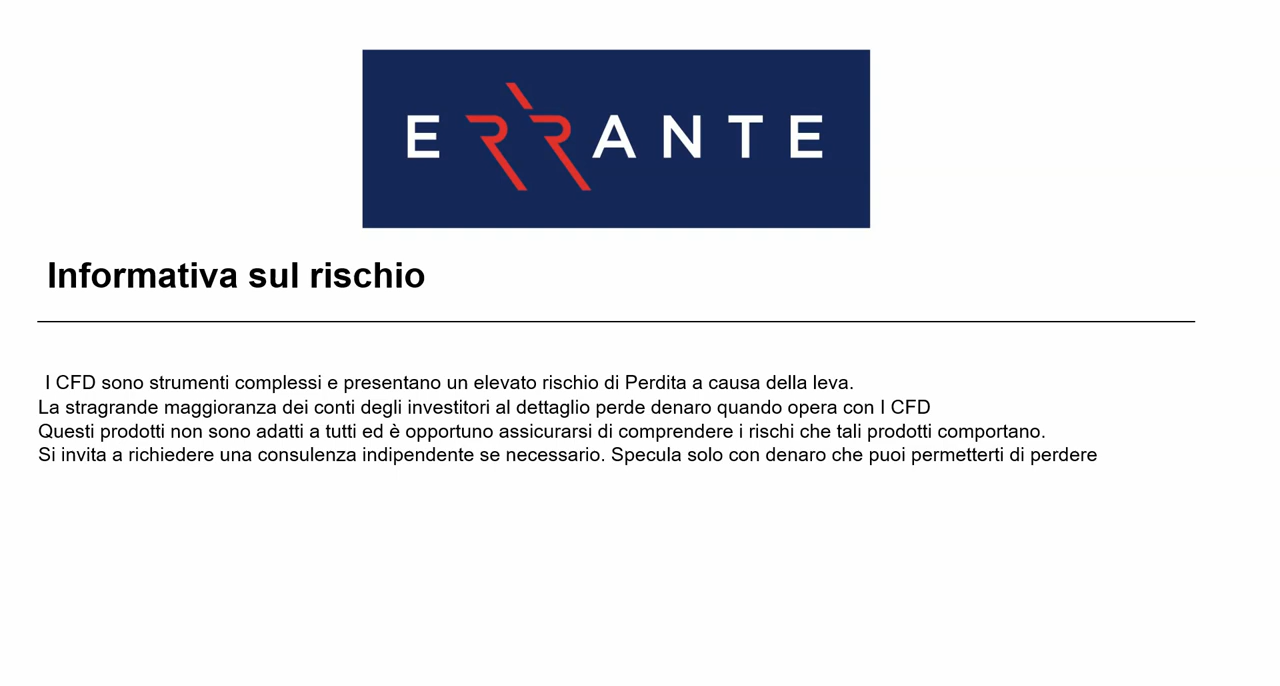 ERRANTE
Informativa sul rischio
I CFD sono strumenti complessi e presentano un elevato rischio di Perdita a causa della leva.
La stragrande maggioranza dei conti degli investitori al dettaglio perde denaro quando opera con I CFD
Questi prodotti non sono adatti a tutti ed è opportuno assicurarsi di comprendere i rischi che tali prodotti comportano.
Si invita a richiedere una consulenza indipendente se necessario. Specula solo con denaro che puoi permetterti di perdere